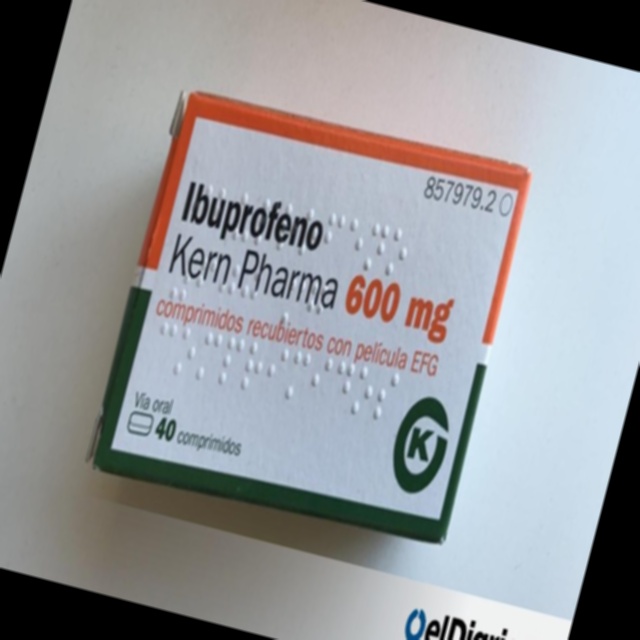 857979.2
Ibuprofeno
Kern Pharma 600 mg
comprimidos recubiertos con película EFG
Vía oral
40 comprimidos
K